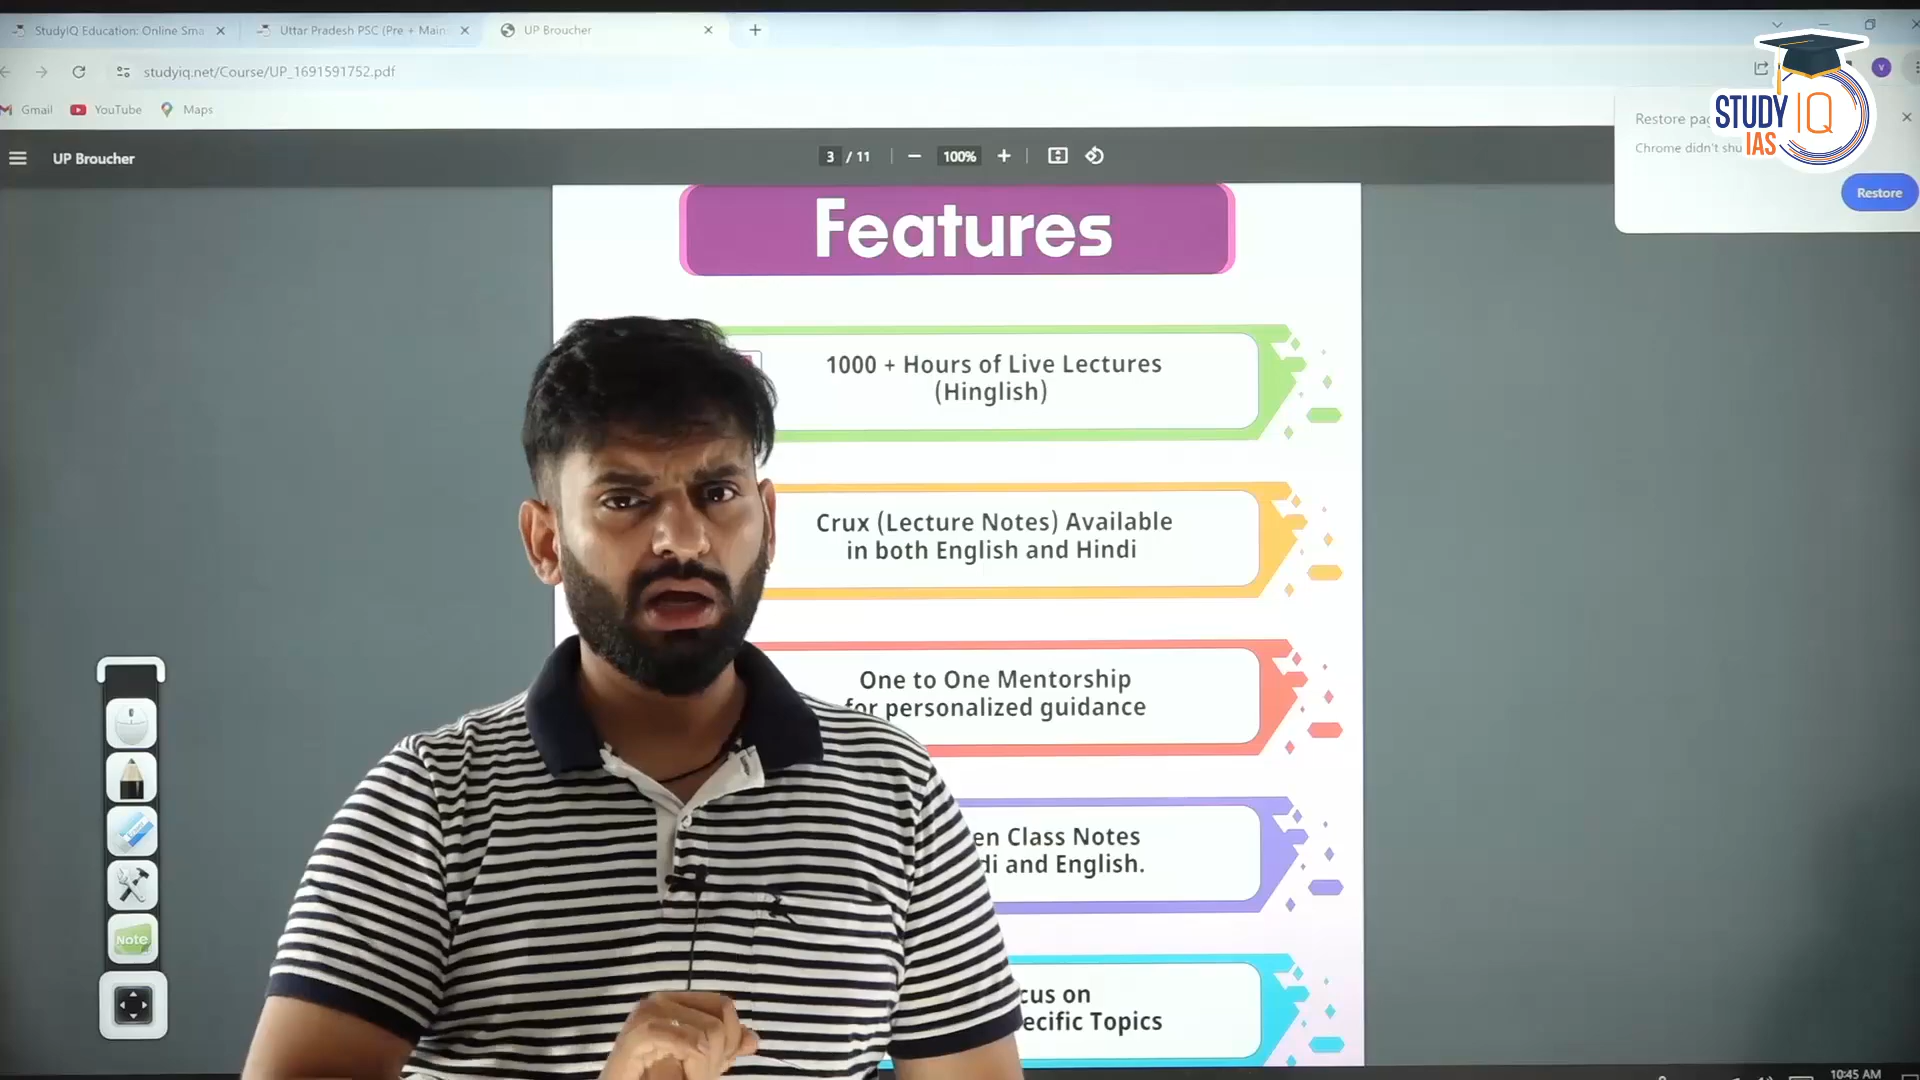 StudyIQ Education: Online Sma
Uttar Pradesh PSC (Pre + Main
UP Broucher
studyiq.net/Course/UP_1691591752.pdf
Gmail
YouTube
Maps
Restore pa
Chrome didn't shu
Restore
STUDY IQ
IAS
V
UP Broucher
3 / 11
100%
Features
1000 + Hours of Live Lectures
(Hinglish)
Crux (Lecture Notes) Available
in both English and Hindi
One to One Mentorship
for personalized guidance
en Class Notes
di and English.
cus on
ecific Topics
Note
10:45 AM